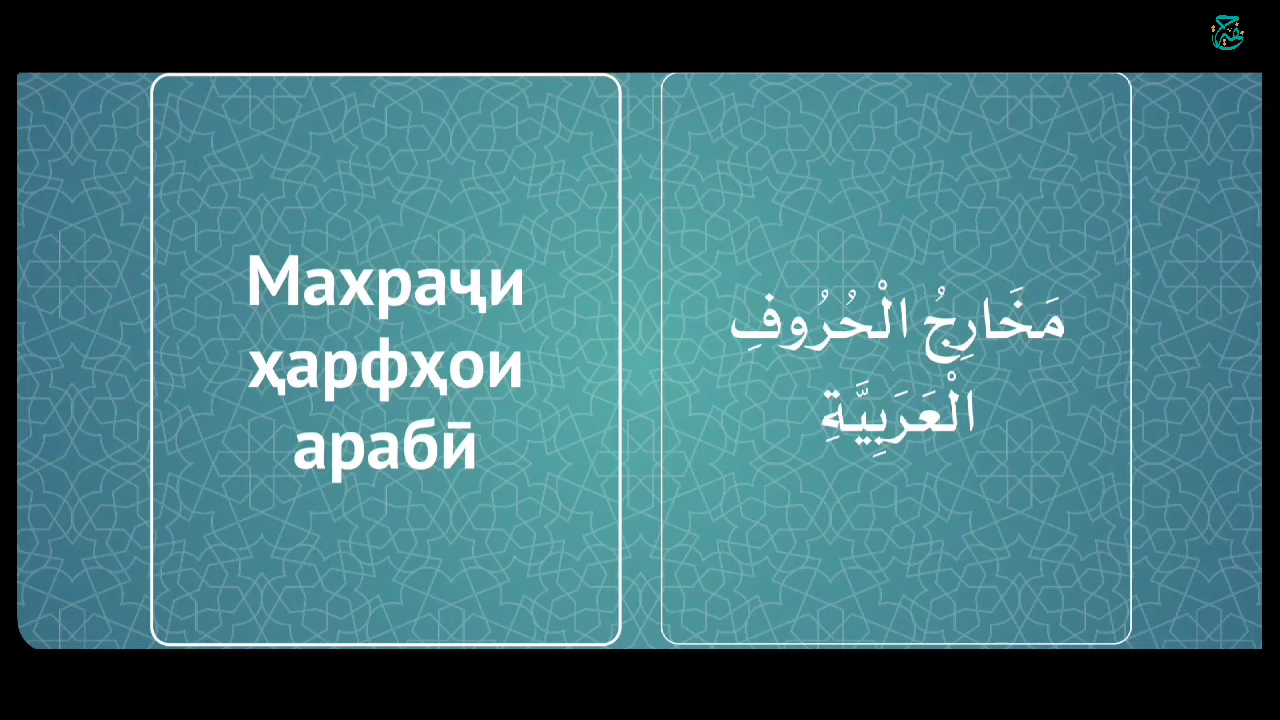 Махраҷи
ҳарфҳои
арабӣ
مَخَارِجُ الْحُرُوفِ
الْعَرَبِيَّةِ